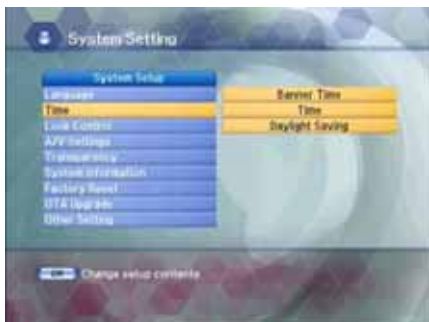 System Setting
System Setup
Language
Time
Lock Control
A/V Settings
Transparency
System Information
Factory Reset
OTA Upgrade
Other Setting
Banner Time
Time
Daylight Saving
OK Change setup contents